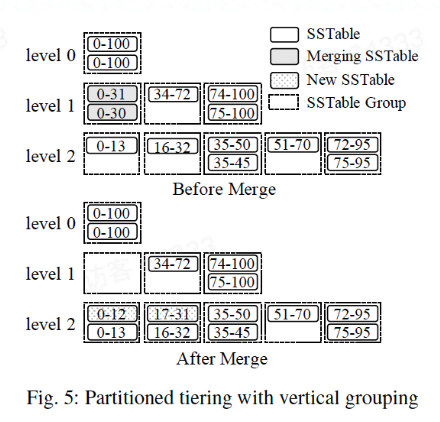 SSTable
Merging SSTable
New SSTable
SSTable Group
level 0
0-100
0-100
level 1
0-31 34-72 74-100
0-30 75-100
level 2
0-13 16-32 35-50 51-70 72-95
35-45 75-95
Before Merge
level 0
0-100
0-100
level 1
34-72 74-100
75-100
level 2
0-12 17-31 35-50 51-70 72-95
0-13 16-32 35-45 75-95
After Merge
Fig. 5: Partitioned tiering with vertical grouping